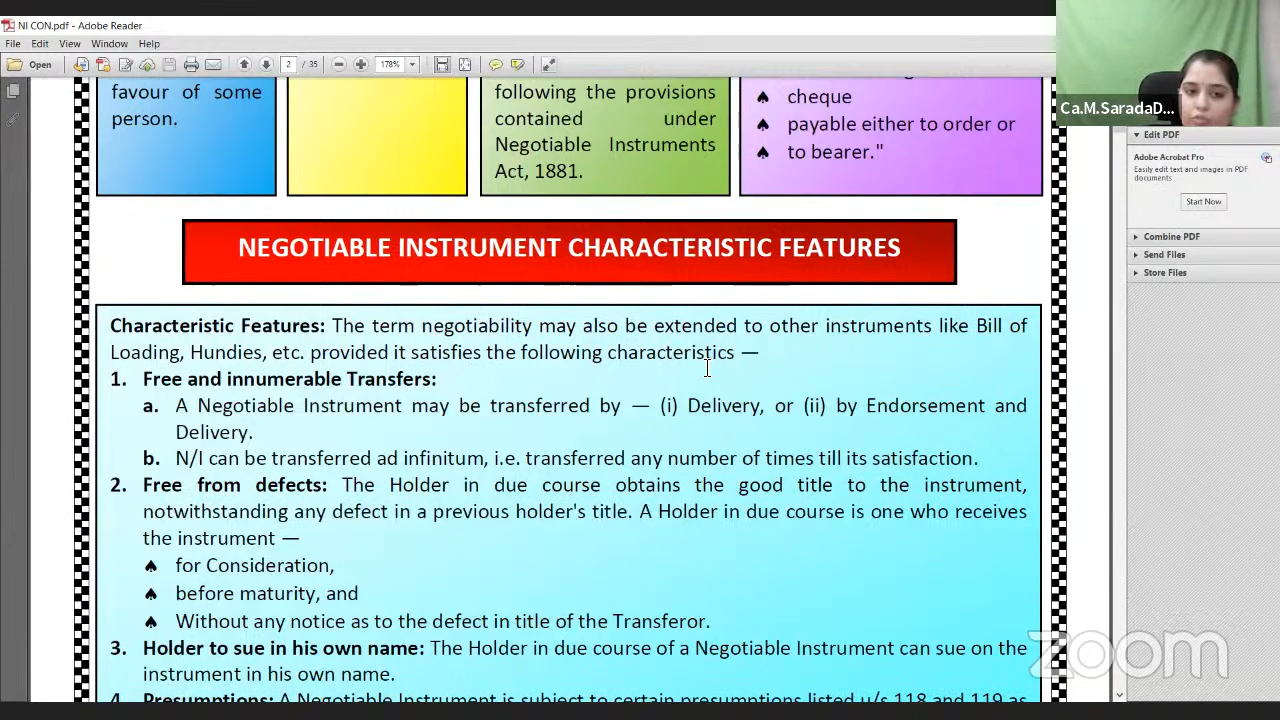 NI CON.pdf - Adobe Reader
File Edit View Window Help
Open 2 / 35 178%
Ca.M.SaradaD...
Edit PDF
Adobe Acrobat Pro
Easily edit text and images in PDF
documents
Start Now
Combine PDF
Send Files
Store Files
favour of some
person.
following the provisions
contained under
Negotiable Instruments
Act, 1881.
♠ cheque
♠ payable either to order or
♠ to bearer."
NEGOTIABLE INSTRUMENT CHARACTERISTIC FEATURES
Characteristic Features: The term negotiability may also be extended to other instruments like Bill of
Loading, Hundies, etc. provided it satisfies the following characteristics —
1. Free and innumerable Transfers:
a. A Negotiable Instrument may be transferred by — (i) Delivery, or (ii) by Endorsement and
Delivery.
b. N/I can be transferred ad infinitum, i.e. transferred any number of times till its satisfaction.
2. Free from defects: The Holder in due course obtains the good title to the instrument,
notwithstanding any defect in a previous holder's title. A Holder in due course is one who receives
the instrument —
♠ for Consideration,
♠ before maturity, and
♠ Without any notice as to the defect in title of the Transferor.
3. Holder to sue in his own name: The Holder in due course of a Negotiable Instrument can sue on the
instrument in his own name.
4. Presumptions: A Negotiable Instrument is subject to certain presumptions listed u/s 118 and 119 as
zoom